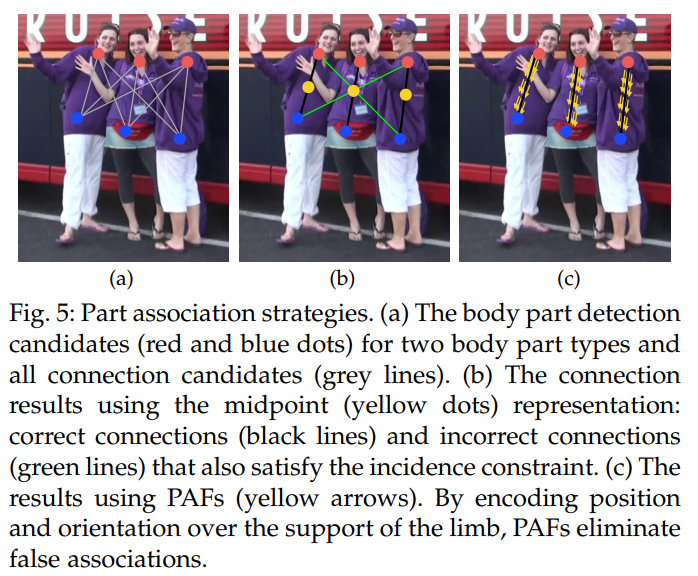 (a)
(b)
(c)
Fig. 5: Part association strategies. (a) The body part detection
candidates (red and blue dots) for two body part types and
all connection candidates (grey lines). (b) The connection
results using the midpoint (yellow dots) representation:
correct connections (black lines) and incorrect connections
(green lines) that also satisfy the incidence constraint. (c) The
results using PAFs (yellow arrows). By encoding position
and orientation over the support of the limb, PAFs eliminate
false associations.